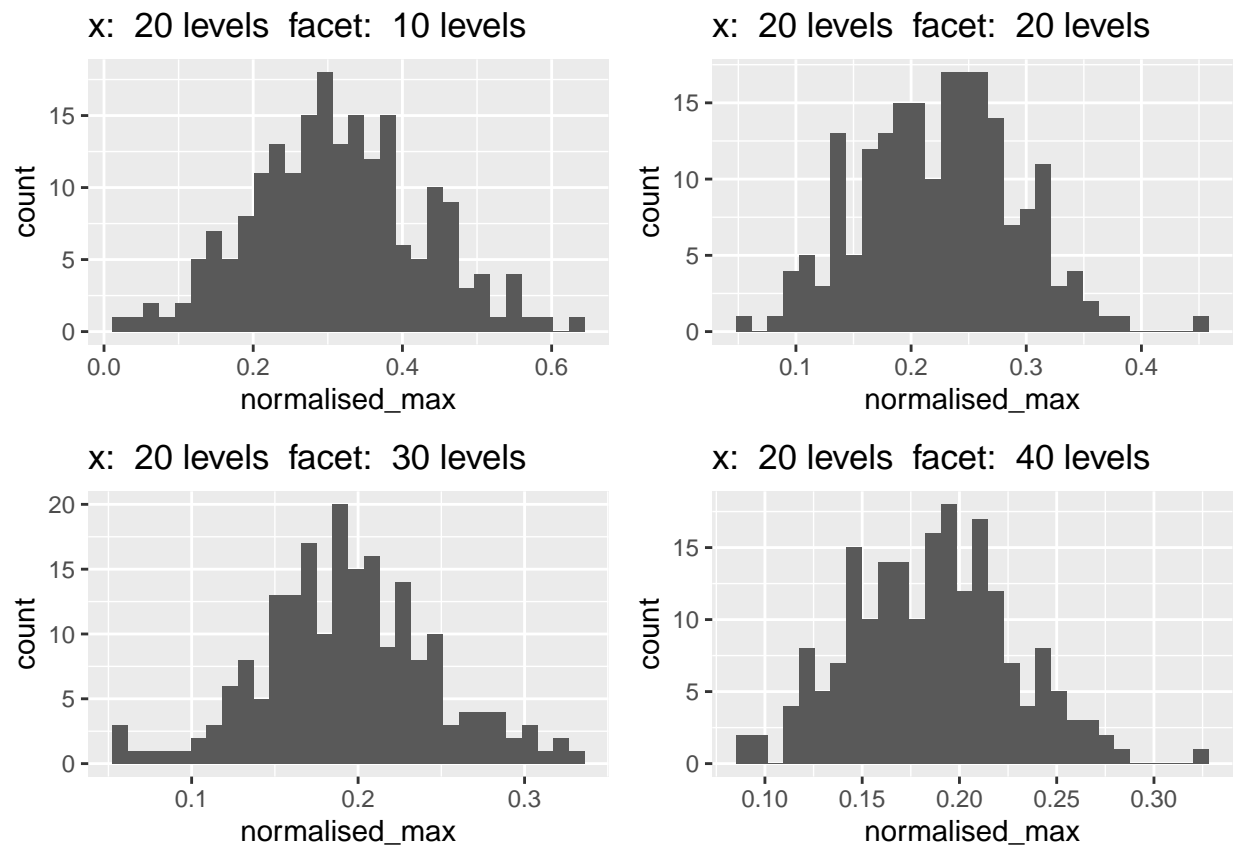 x:  20 levels  facet:  10 levels
15
10
5
0
count
0.0 0.2 0.4 0.6
normalised_max
x:  20 levels  facet:  20 levels
15
10
5
0
count
0.1 0.2 0.3 0.4
normalised_max
x:  20 levels  facet:  30 levels
20
15
10
5
0
count
0.1 0.2 0.3
normalised_max
x:  20 levels  facet:  40 levels
15
10
5
0
count
0.10 0.15 0.20 0.25 0.30
normalised_max